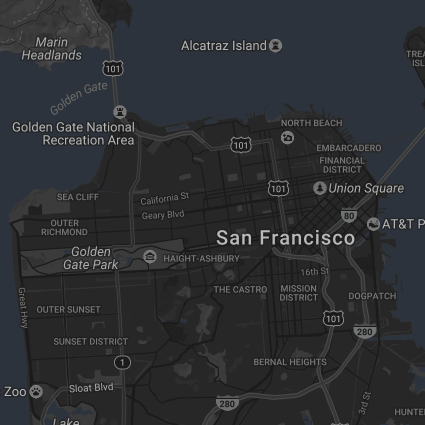 Marin
Headlands
Alcatraz Island
TREA
ISL
101
Golden Gate
Golden Gate National
Recreation Area
NORTH BEACH
101
EMBARCADERO
FINANCIAL
DISTRICT
101
Union Square
SEA CLIFF
California St
Geary Blvd
80
AT&T P
OUTER
RICHMOND
San Francisco
Golden
Gate Park
HAIGHT-ASHBURY
16th St
THE CASTRO
MISSION
DISTRICT
DOGPATCH
Great Hwy
OUTER SUNSET
101
280
SUNSET DISTRICT
1
BERNAL HEIGHTS
Zoo
Sloat Blvd
280
3rd St
HUNTER
Lake